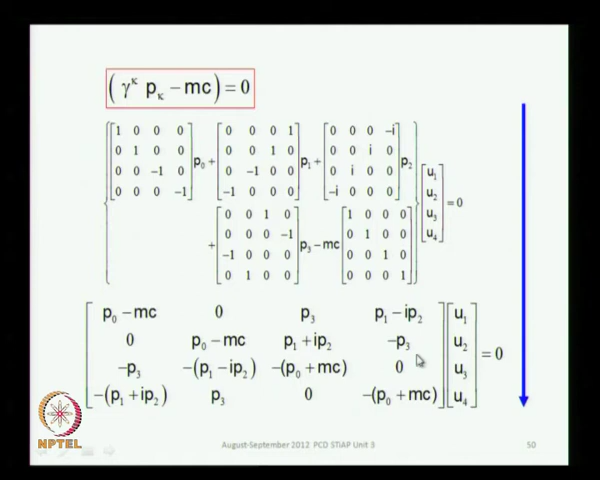 ( γ^κ p_κ − mc ) = 0
{ [1 0 0 0; 0 1 0 0; 0 0 −1 0; 0 0 0 −1] p_0 + [0 0 0 1; 0 0 1 0; 0 −1 0 0; −1 0 0 0] p_1 + [0 0 0 −i; 0 0 i 0; 0 i 0 0; −i 0 0 0] p_2
+ [0 0 1 0; 0 0 0 −1; −1 0 0 0; 0 1 0 0] p_3 − mc [1 0 0 0; 0 1 0 0; 0 0 1 0; 0 0 0 1] } [u_1; u_2; u_3; u_4] = 0
[ p_0 − mc 0 p_3 p_1 − ip_2 ] [ u_1 ]
0 p_0 − mc p_1 + ip_2 −p_3 u_2
−p_3 −(p_1 − ip_2) −(p_0 + mc) 0 u_3 = 0
−(p_1 + ip_2) p_3 0 −(p_0 + mc) u_4
NPTEL
August-September 2012 PCD STIAP Unit 3
50